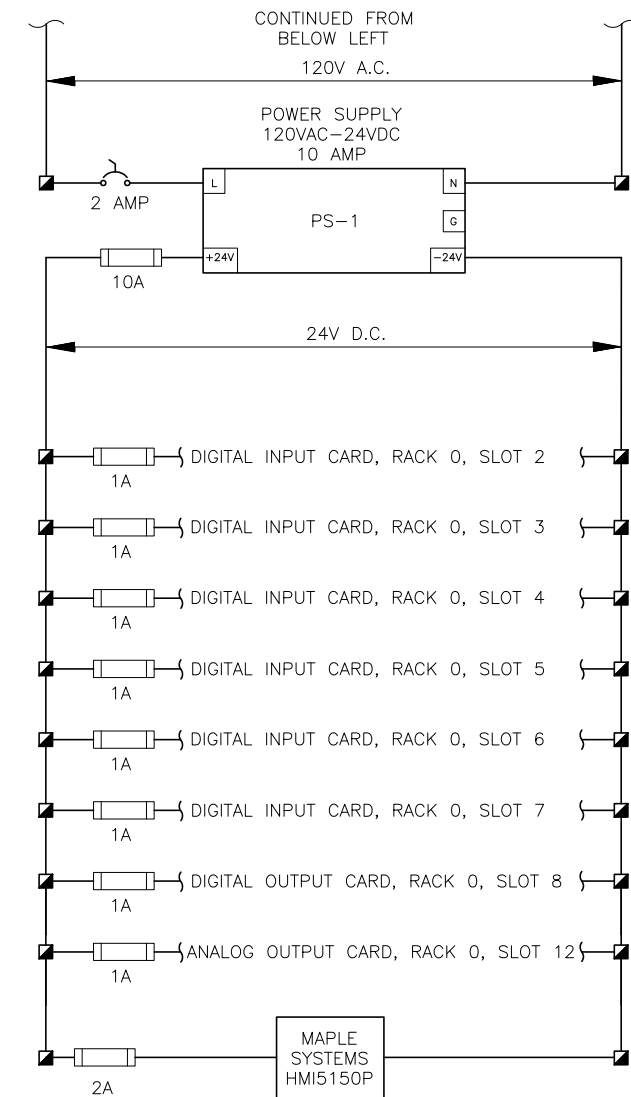 CONTINUED FROM
BELOW LEFT
120V A.C.
POWER SUPPLY
120VAC-24VDC
10 AMP
L
N
2 AMP
PS-1
G
+24V
-24V
10A
24V D.C.
DIGITAL INPUT CARD, RACK 0, SLOT 2
1A
DIGITAL INPUT CARD, RACK 0, SLOT 3
1A
DIGITAL INPUT CARD, RACK 0, SLOT 4
1A
DIGITAL INPUT CARD, RACK 0, SLOT 5
1A
DIGITAL INPUT CARD, RACK 0, SLOT 6
1A
DIGITAL INPUT CARD, RACK 0, SLOT 7
1A
DIGITAL OUTPUT CARD, RACK 0, SLOT 8
1A
ANALOG OUTPUT CARD, RACK 0, SLOT 12
1A
MAPLE
SYSTEMS
HMI5150P
2A